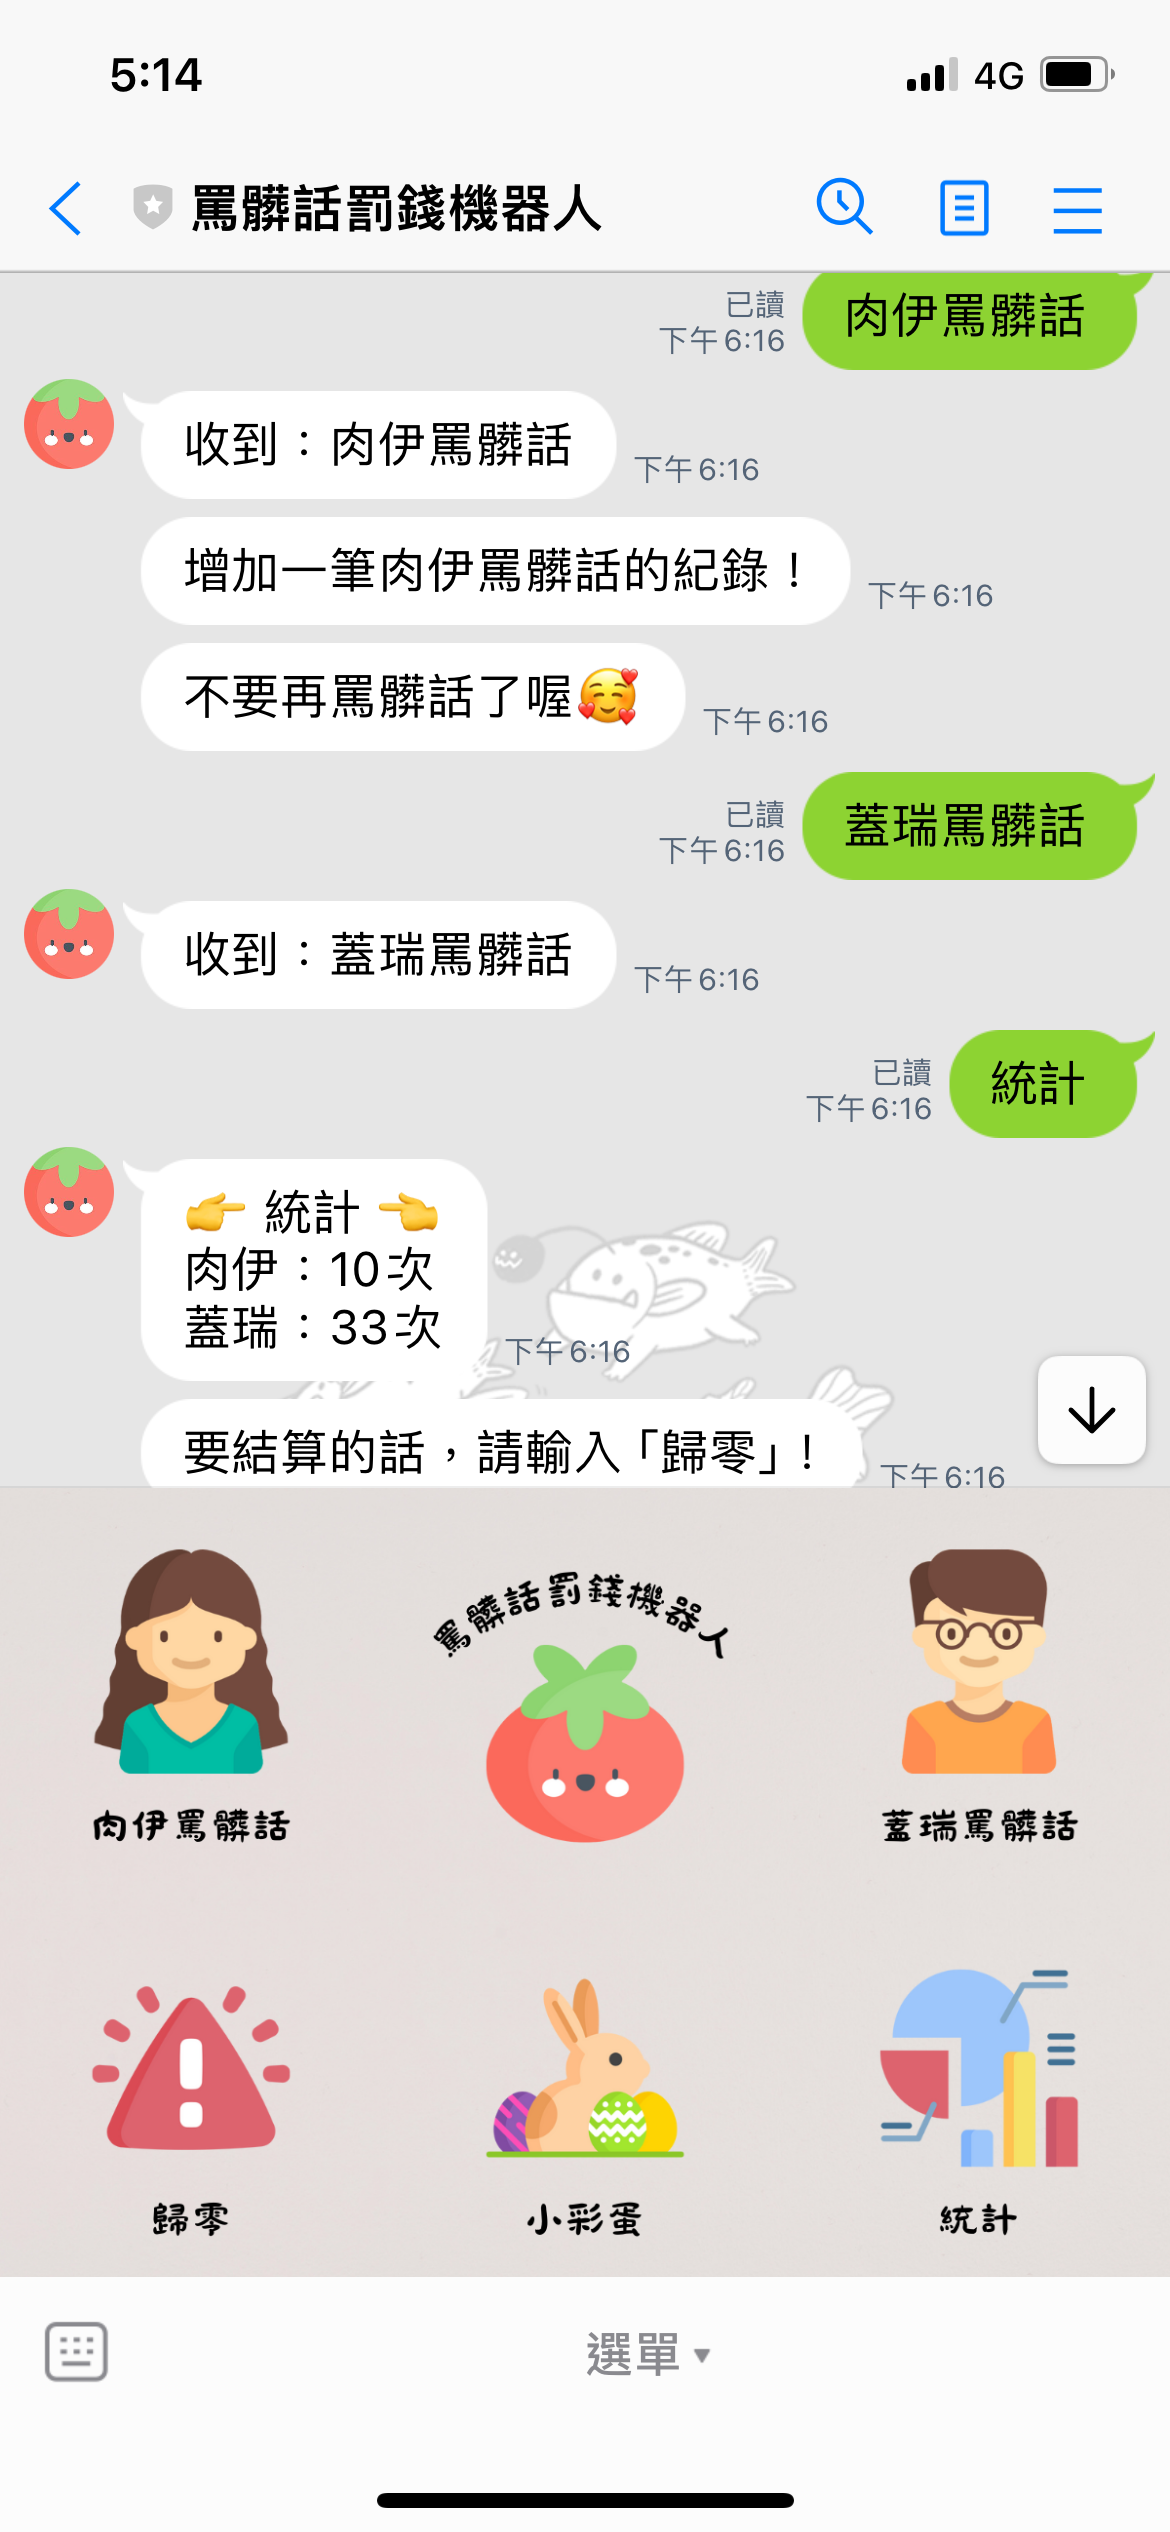 5:14
4G
罵髒話罰錢機器人
已讀
下午 6:16
肉伊罵髒話
收到：肉伊罵髒話
下午 6:16
增加一筆肉伊罵髒話的紀錄！
下午 6:16
不要再罵髒話了喔🥰
下午 6:16
已讀
下午 6:16
蓋瑞罵髒話
收到：蓋瑞罵髒話
下午 6:16
已讀
下午 6:16
統計
👉 統計 👈
肉伊：10次
蓋瑞：33次
下午 6:16
要結算的話，請輸入「歸零」！
下午 6:16
罵髒話罰錢機器人
肉伊罵髒話
蓋瑞罵髒話
歸零
小彩蛋
統計
選單 ▼